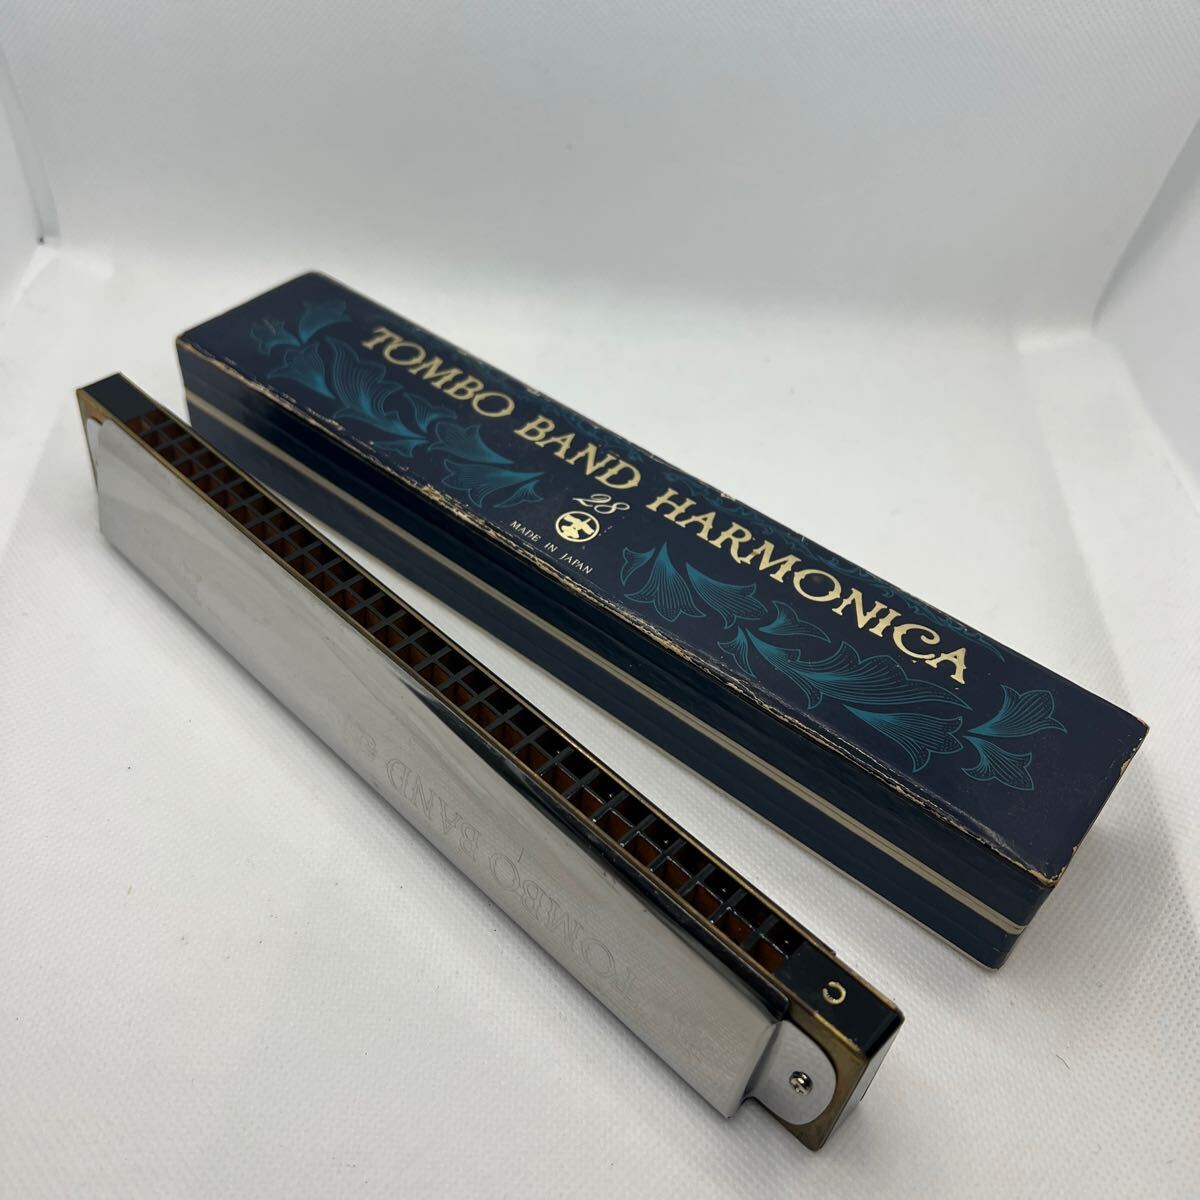 TOMBO BAND HARMONICA
28
MADE IN JAPAN
TOMBO BAND
C